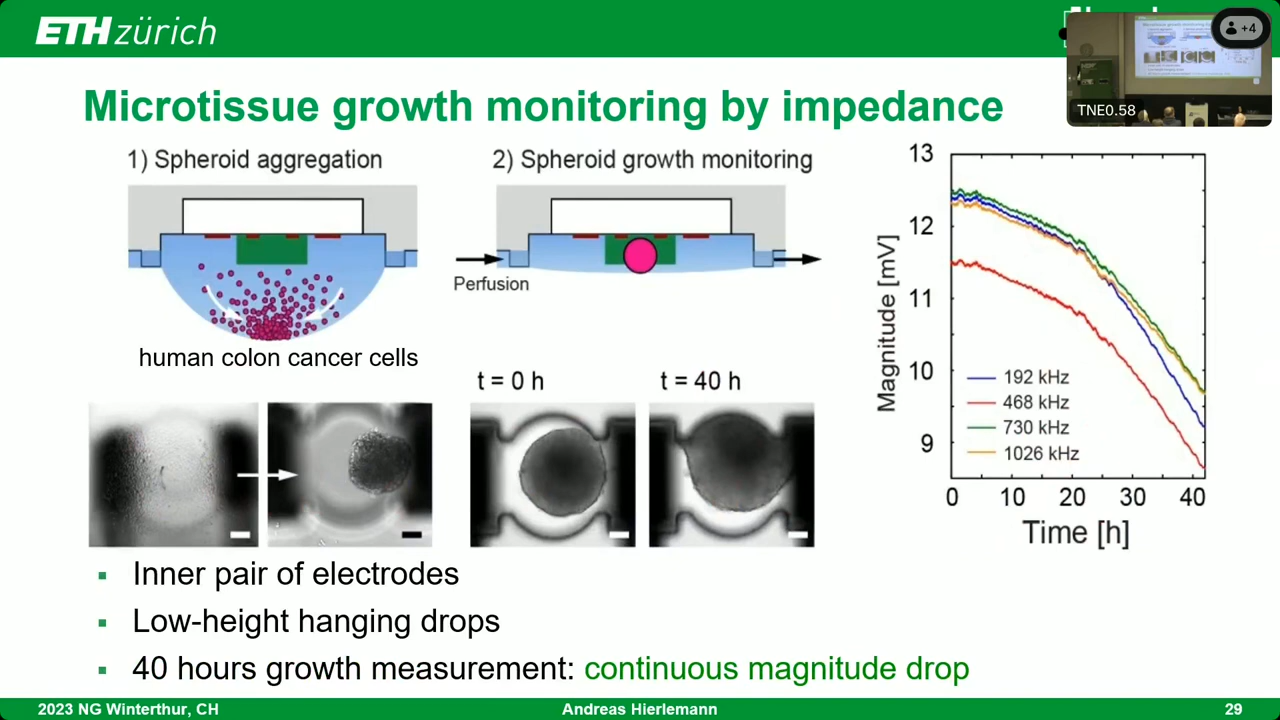 ETH zürich
+4
TNE0.58
Microtissue growth monitoring by impedance
1) Spheroid aggregation
2) Spheroid growth monitoring
Perfusion
human colon cancer cells
t = 0 h
t = 40 h
13
12
11
10
9
Magnitude [mV]
192 kHz
468 kHz
730 kHz
1026 kHz
0 10 20 30 40
Time [h]
Inner pair of electrodes
Low-height hanging drops
40 hours growth measurement: continuous magnitude drop
2023 NG Winterthur, CH
Andreas Hierlemann
29